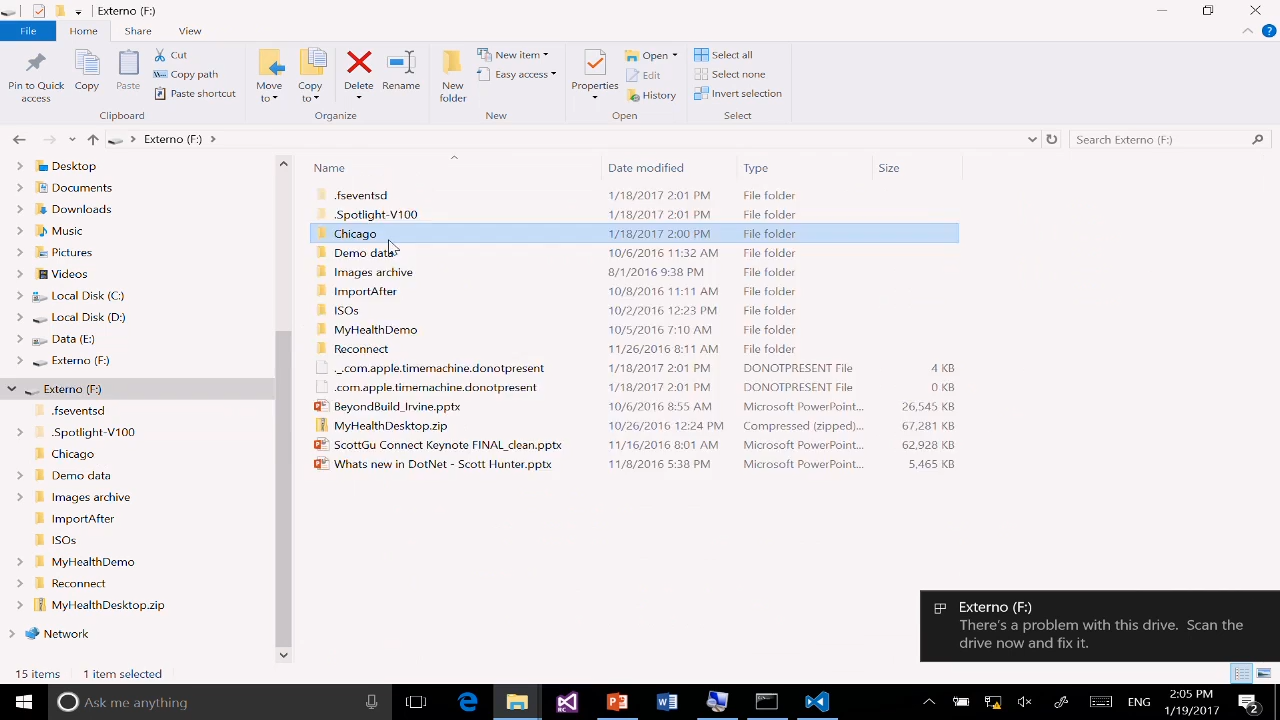 Externo (F:)
File
Home
Share
View
Pin to Quick access
Copy
Paste
Cut
Copy path
Paste shortcut
Clipboard
Move to
Copy to
Delete
Rename
Organize
New folder
New item
Easy access
New
Properties
Open
Edit
History
Open
Select all
Select none
Invert selection
Select
Externo (F:)
Search Externo (F:)
Desktop
Documents
Downloads
Music
Pictures
Videos
Local Disk (C:)
Local Disk (D:)
Data (E:)
Externo (F:)
Externo (F:)
.fseventsd
.Spotlight-V100
Chicago
Demo data
Images archive
ImportAfter
ISOs
MyHealthDemo
Reconnect
MyHealthDesktop.zip
Network
Name Date modified Type Size
.fseventsd 1/18/2017 2:01 PM File folder
.Spotlight-V100 1/18/2017 2:01 PM File folder
Chicago 1/18/2017 2:00 PM File folder
Demo data 10/6/2016 11:32 AM File folder
Images archive 8/1/2016 9:38 PM File folder
ImportAfter 10/8/2016 11:11 AM File folder
ISOs 10/2/2016 12:23 PM File folder
MyHealthDemo 10/5/2016 7:10 AM File folder
Reconnect 11/26/2016 8:11 AM File folder
._com.apple.timemachine.donotpresent 1/18/2017 2:01 PM DONOTPRESENT File 4 KB
.com.apple.timemachine.donotpresent 1/18/2017 2:01 PM DONOTPRESENT File 0 KB
BeyondBuild_Irvine.pptx 10/6/2016 8:55 AM Microsoft PowerPoint... 26,545 KB
MyHealthDesktop.zip 10/26/2016 12:24 PM Compressed (zipped)... 67,281 KB
ScottGu Connect Keynote FINAL_clean.pptx 11/16/2016 8:01 AM Microsoft PowerPoint... 62,928 KB
Whats new in DotNet - Scott Hunter.pptx 11/8/2016 5:38 PM Microsoft PowerPoint... 5,465 KB
Externo (F:)
There's a problem with this drive. Scan the
drive now and fix it.
15 items 1 item selected
Ask me anything
ENG
2:05 PM
1/19/2017
2